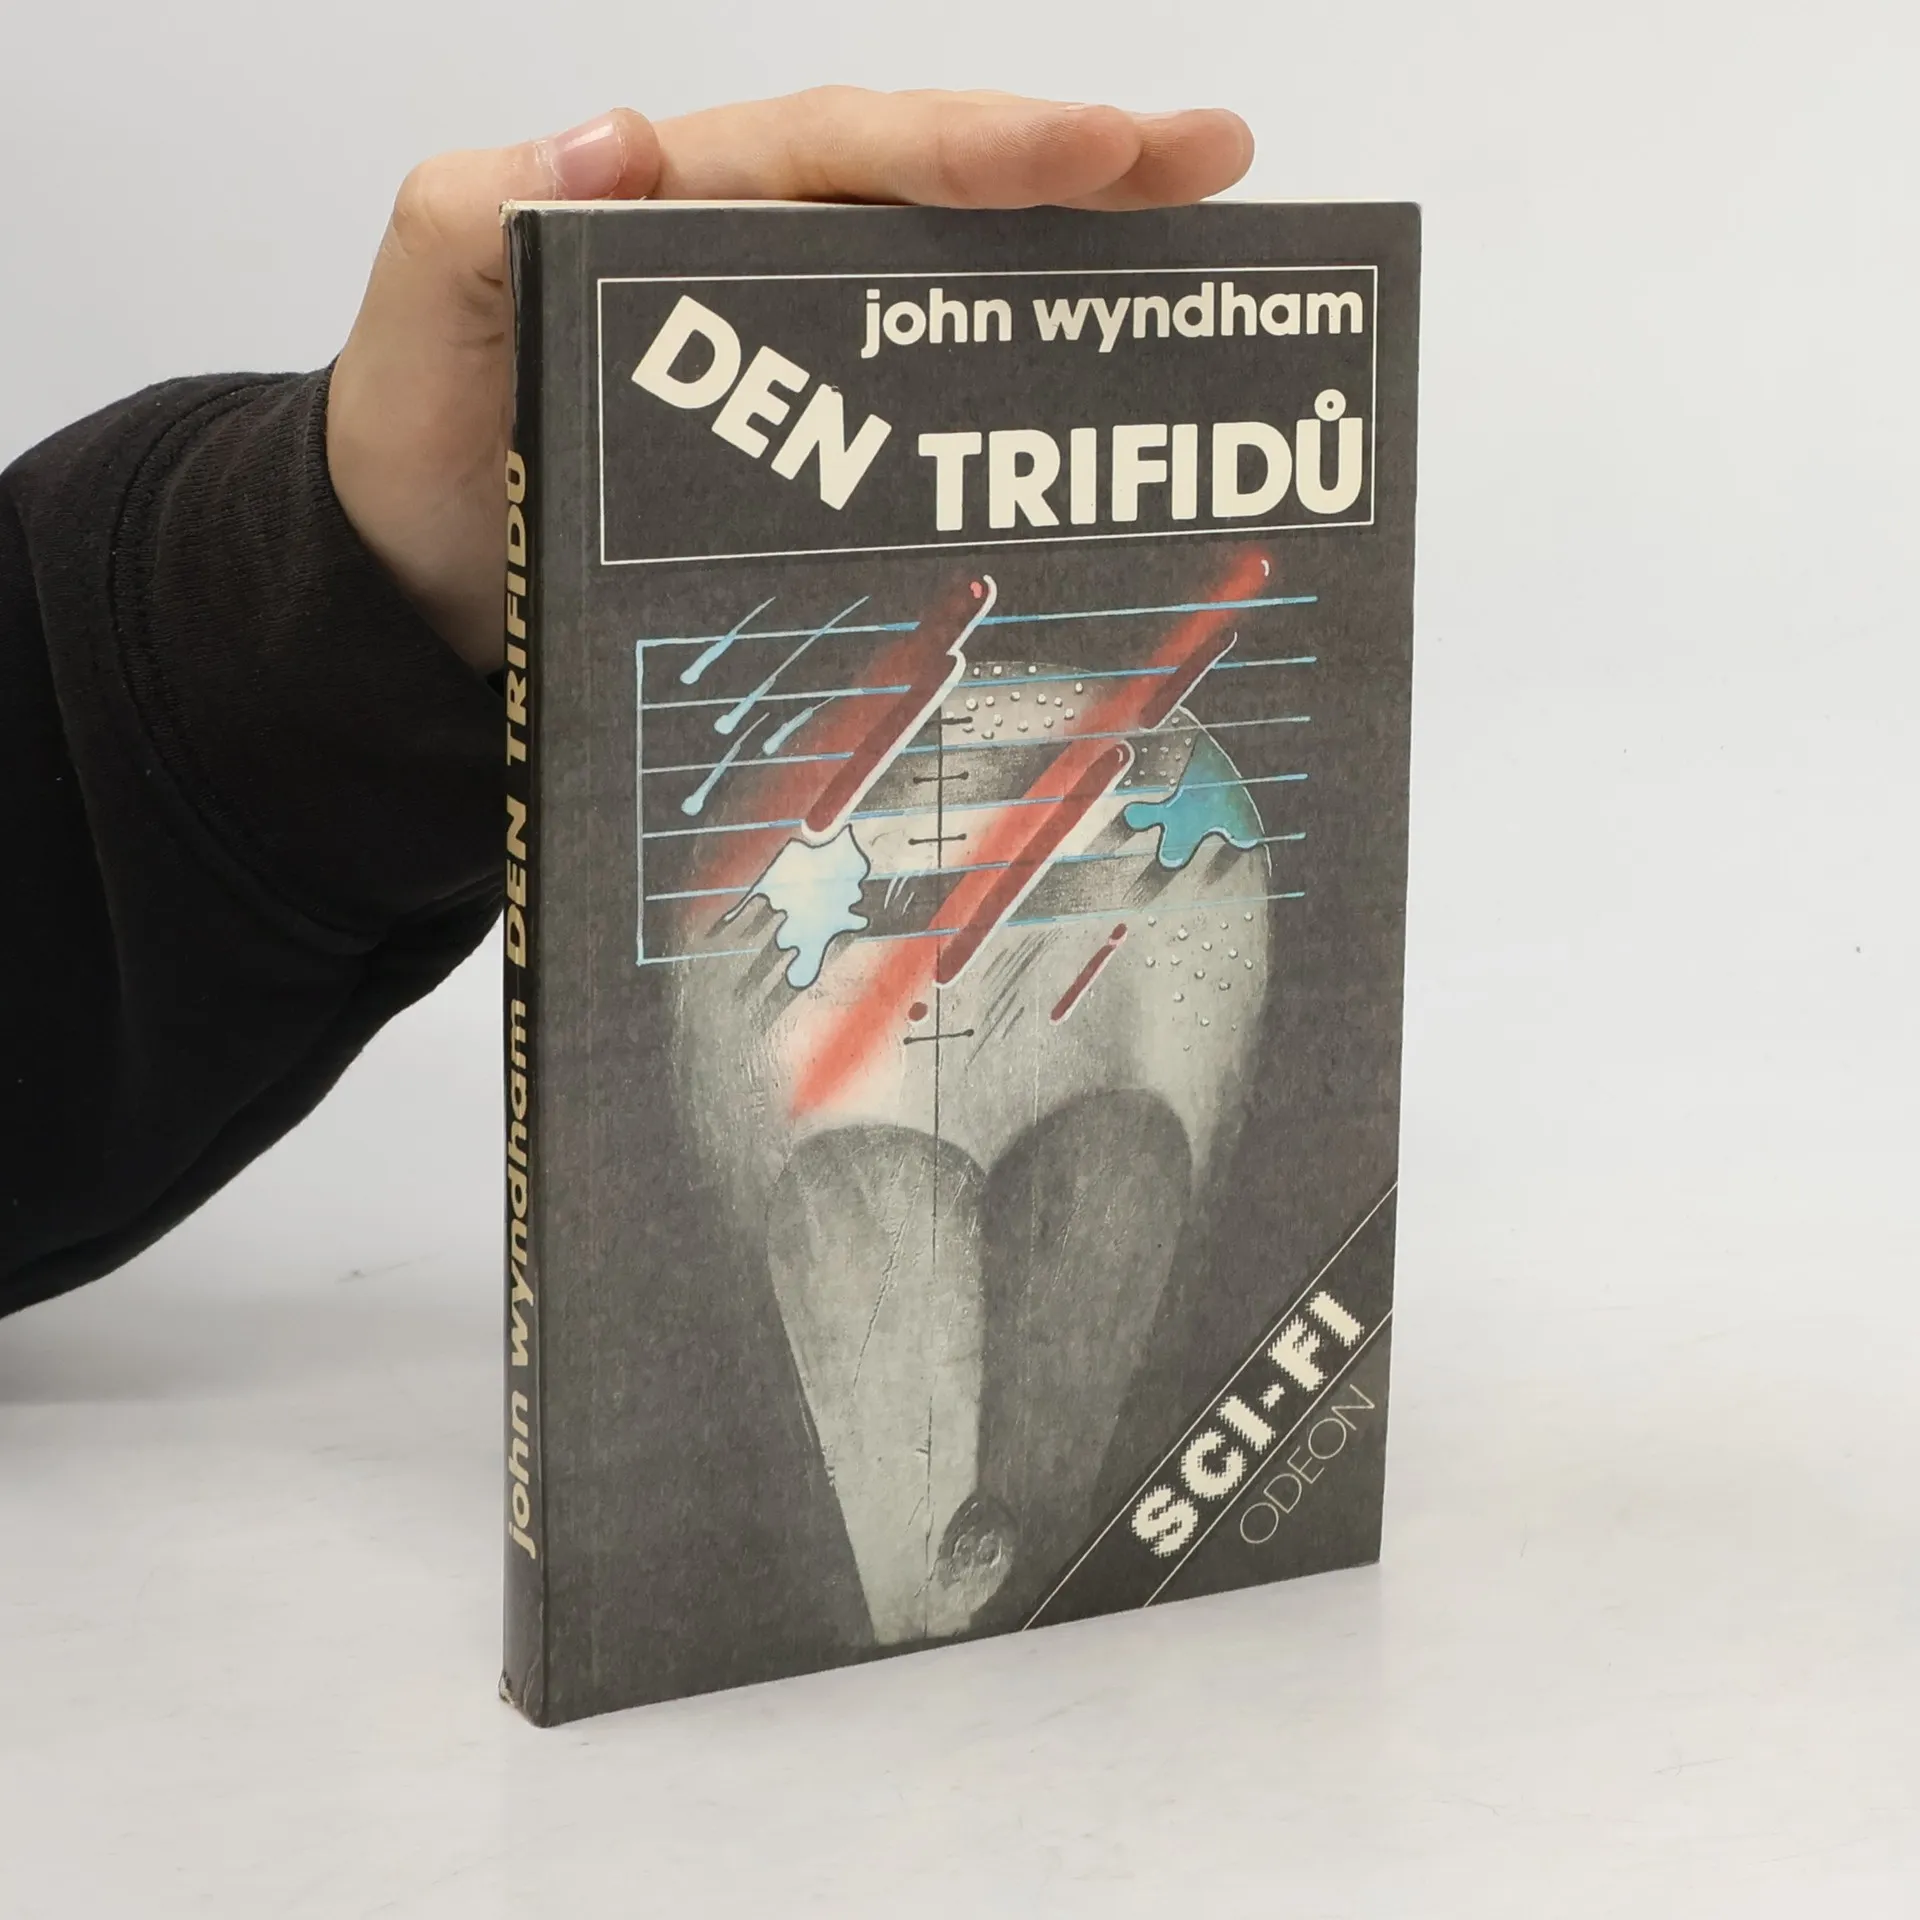 john wyndham
DEN
TRIFIDŮ
SCI-FI
ODEON
john wyndham DEN TRIFIDŮ